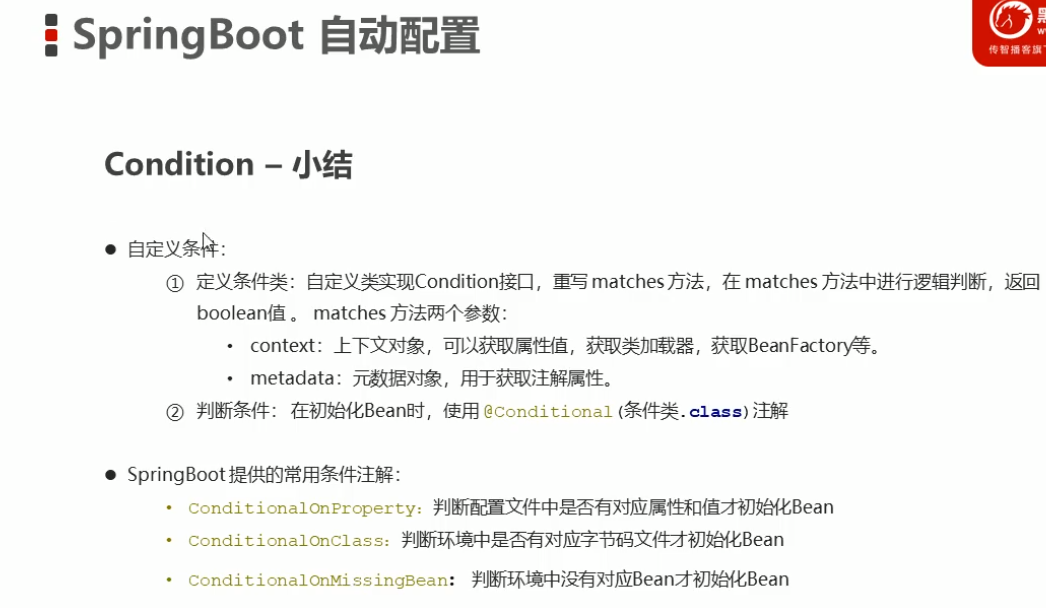 SpringBoot 自动配置
传智播客旗
Condition – 小结
● 自定义条件：
① 定义条件类：自定义类实现Condition接口，重写 matches 方法，在 matches 方法中进行逻辑判断，返回
boolean值 。 matches 方法两个参数：
• context：上下文对象，可以获取属性值，获取类加载器，获取BeanFactory等。
• metadata：元数据对象，用于获取注解属性。
② 判断条件： 在初始化Bean时，使用 @Conditional(条件类.class)注解
● SpringBoot 提供的常用条件注解：
• ConditionalOnProperty：判断配置文件中是否有对应属性和值才初始化Bean
• ConditionalOnClass：判断环境中是否有对应字节码文件才初始化Bean
• ConditionalOnMissingBean： 判断环境中没有对应Bean才初始化Bean